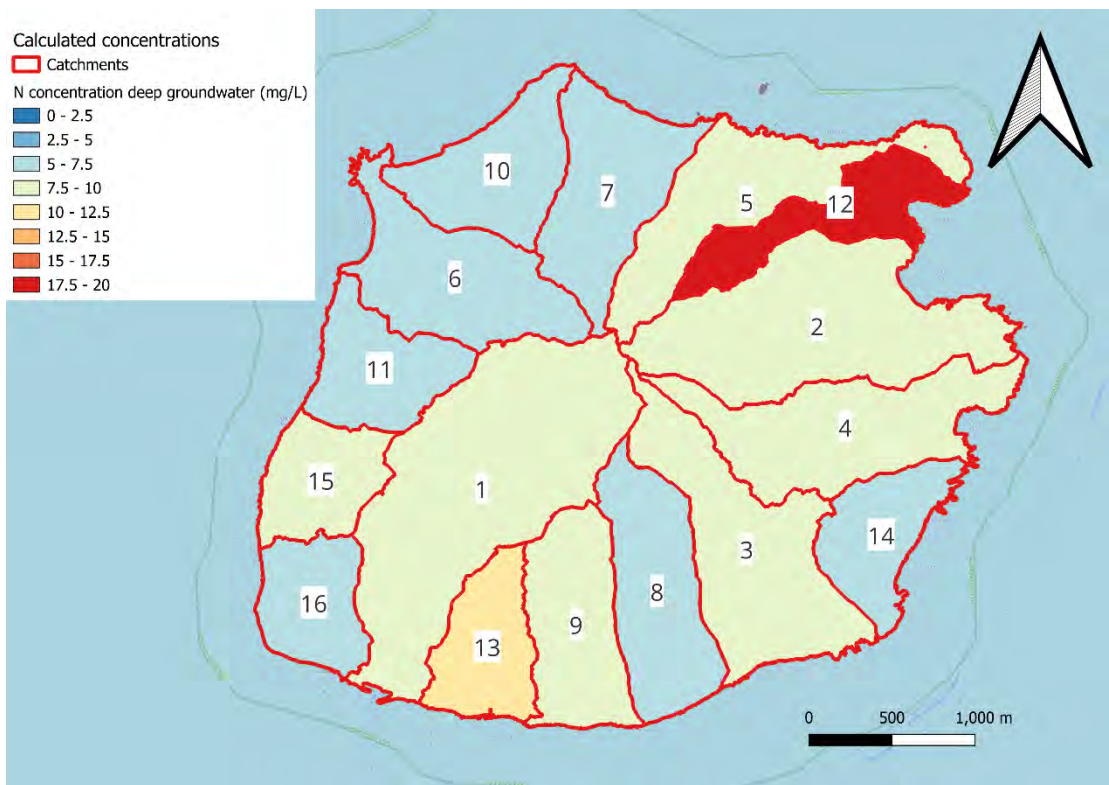 Calculated concentrations
Catchments
N concentration deep groundwater (mg/L)
0 - 2.5
2.5 - 5
5 - 7.5
7.5 - 10
10 - 12.5
12.5 - 15
15 - 17.5
17.5 - 20
10
7
5
12
6
2
11
4
15
1
14
3
16
8
9
13
0 500 1,000 m